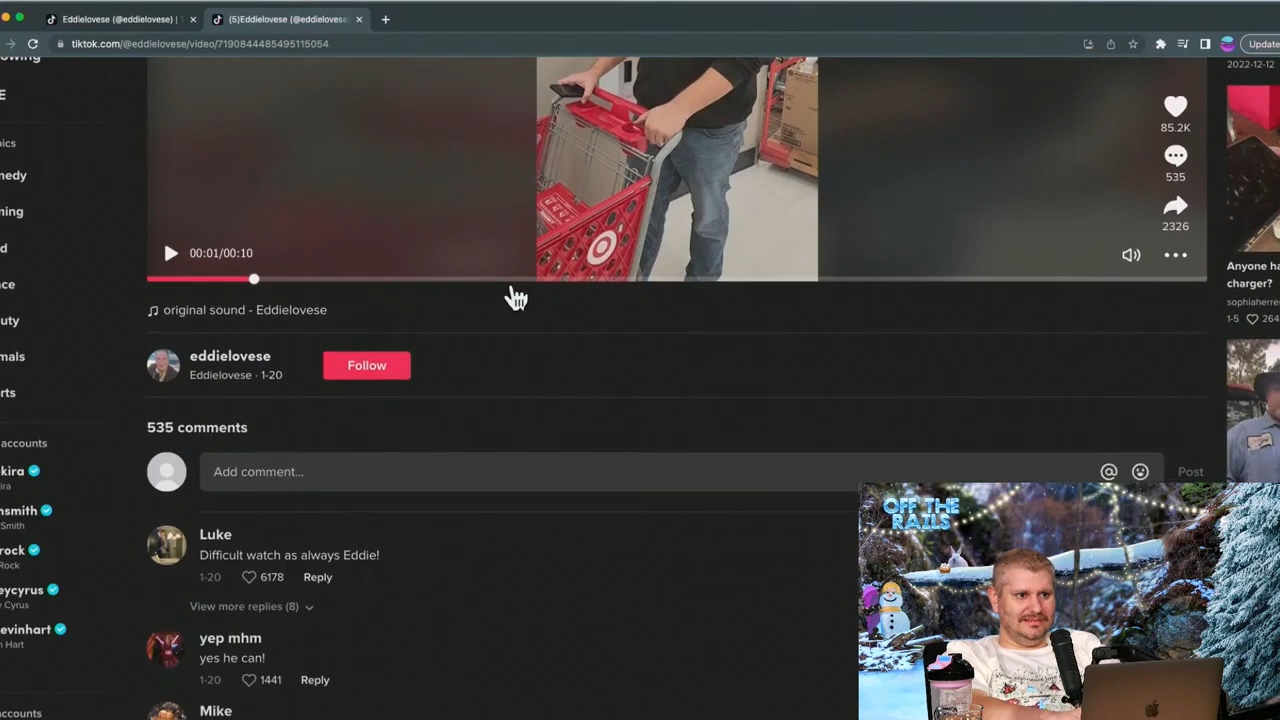 Eddielovese (@eddielovese) | T
(5)Eddielovese (@eddielovese
tiktok.com/@eddielovese/video/7190844485495115054
Update
owing
E
2022-12-12
85.2K
535
2326
pics
medy
ming
d
ce
uty
mals
rts
00:01/00:10
Anyone ha
charger?
sophiaherre
1-5 264
original sound - Eddielovese
eddielovese
Eddielovese · 1-20
Follow
535 comments
Add comment...
Post
accounts
kira
ira
nsmith
Smith
rock
Rock
eycyrus
Cyrus
evinhart
Hart
accounts
Luke
Difficult watch as always Eddie!
1-20 6178 Reply
View more replies (8)
yep mhm
yes he can!
1-20 1441 Reply
Mike
OFF THE
RAILS